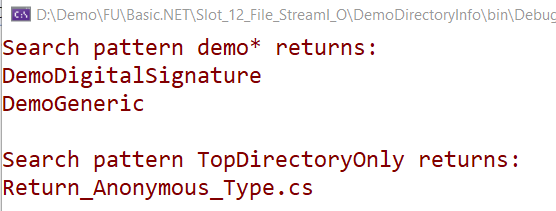 D:\Demo\FU\Basic.NET\Slot_12_File_StreamI_O\DemoDirectoryInfo\bin\Debug
Search pattern demo* returns:
DemoDigitalSignature
DemoGeneric
Search pattern TopDirectoryOnly returns:
Return_Anonymous_Type.cs